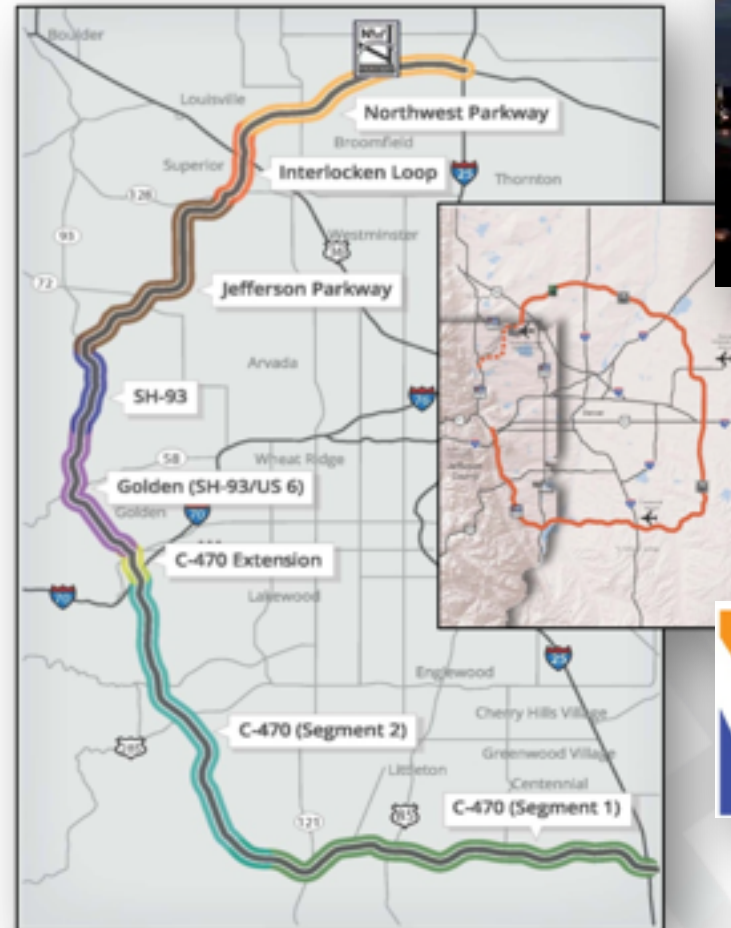 Boulder
Louisville
Northwest Parkway
Broomfield
Superior
Interlocken Loop
25
Thornton
128
93
Westminster
36
72
Jefferson Parkway
Arvada
SH-93
76
58
Wheat Ridge
Golden (SH-93/US 6)
Golden
70
C-470 Extension
70
Lakewood
25
Englewood
Cherry Hills Village
C-470 (Segment 2)
285
Greenwood Village
Littleton
Centennial
85
C-470 (Segment 1)
121